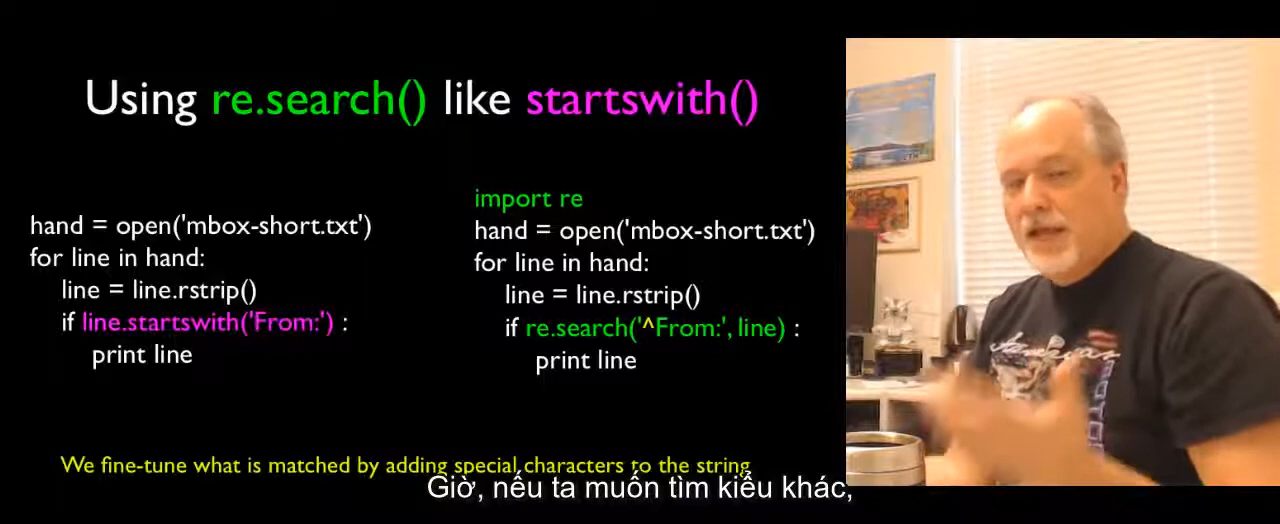 Using re.search() like startswith()
hand = open('mbox-short.txt')
for line in hand:
line = line.rstrip()
if line.startswith('From:') :
print line
import re
hand = open('mbox-short.txt')
for line in hand:
line = line.rstrip()
if re.search('^From:', line) :
print line
We fine-tune what is matched by adding special characters to the string
Giờ, nếu ta muốn tìm kiểu khác,